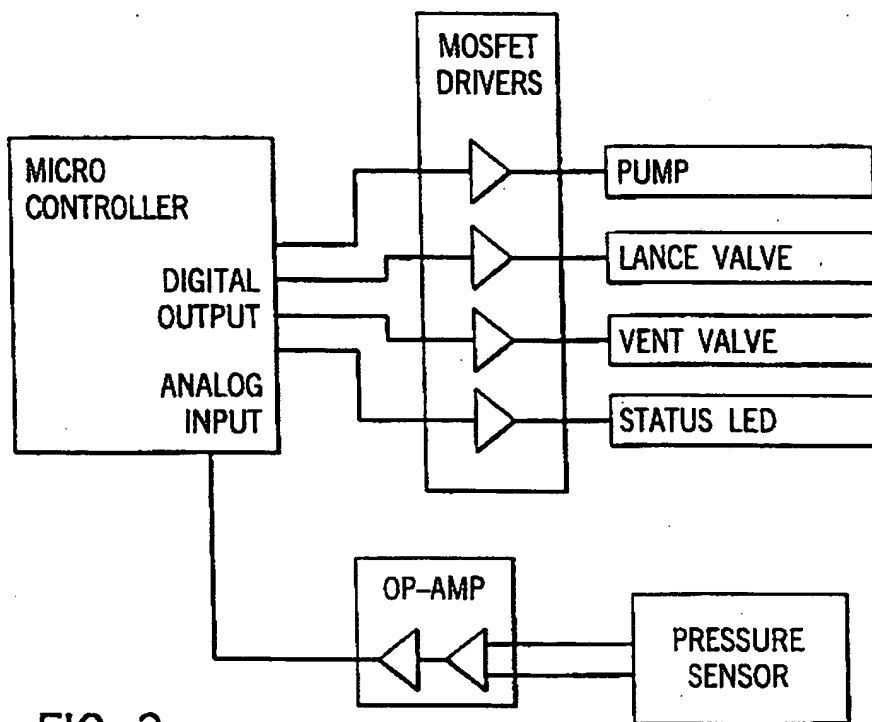 MOSFET
DRIVERS
MICRO
CONTROLLER
DIGITAL
OUTPUT
ANALOG
INPUT
PUMP
LANCE VALVE
VENT VALVE
STATUS LED
OP-AMP
PRESSURE
SENSOR